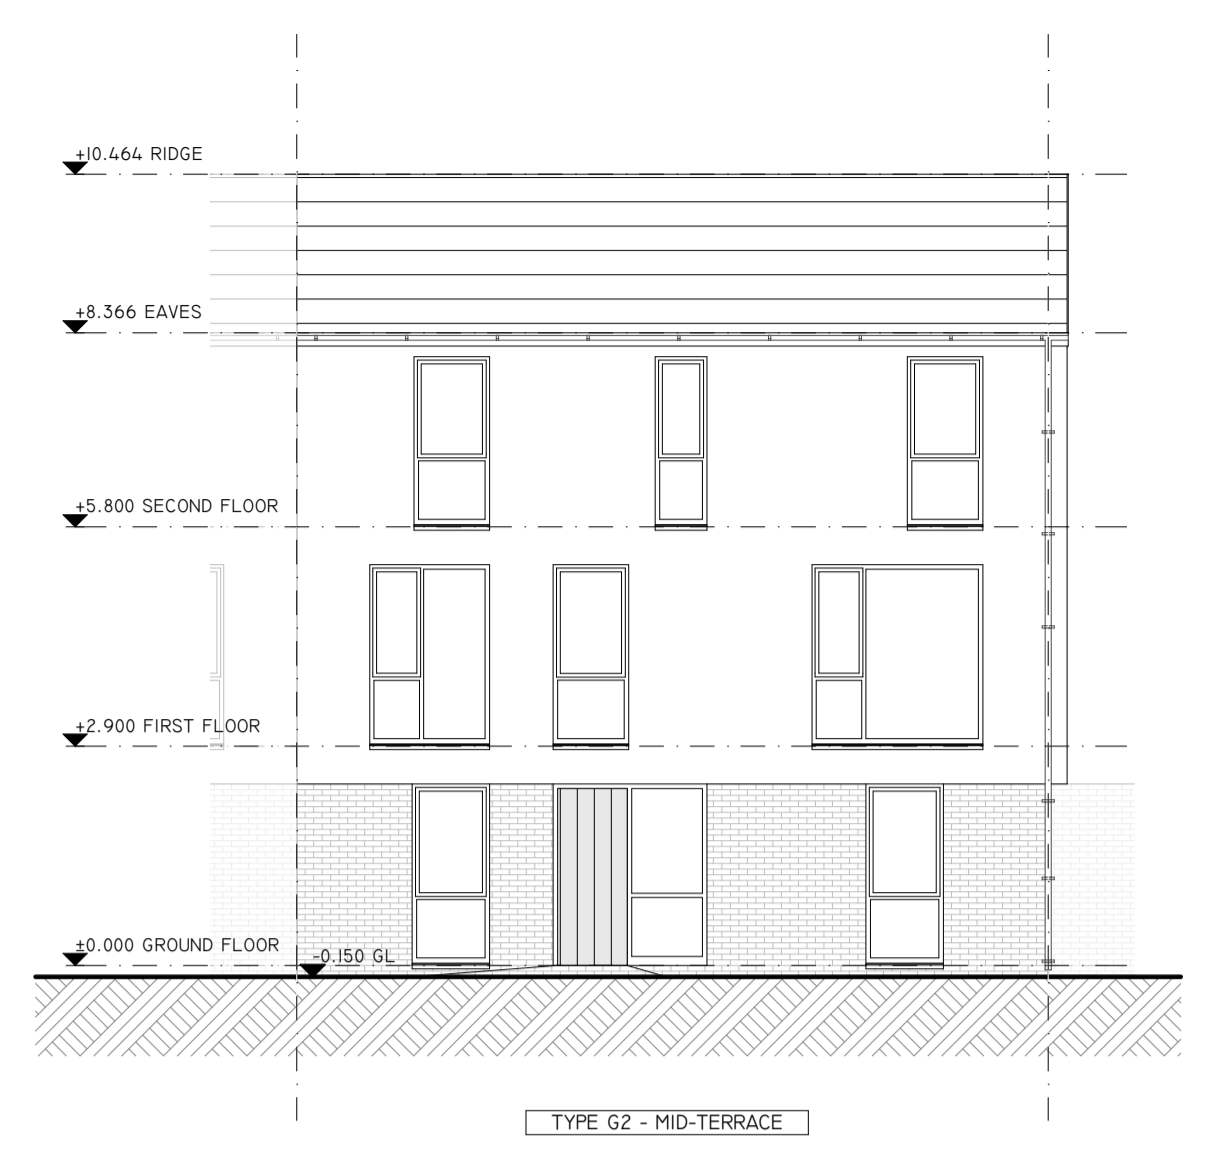 +10.464 RIDGE
+8.366 EAVES
+5.800 SECOND FLOOR
+2.900 FIRST FLOOR
±0.000 GROUND FLOOR
-0.150 GL
TYPE G2 - MID-TERRACE